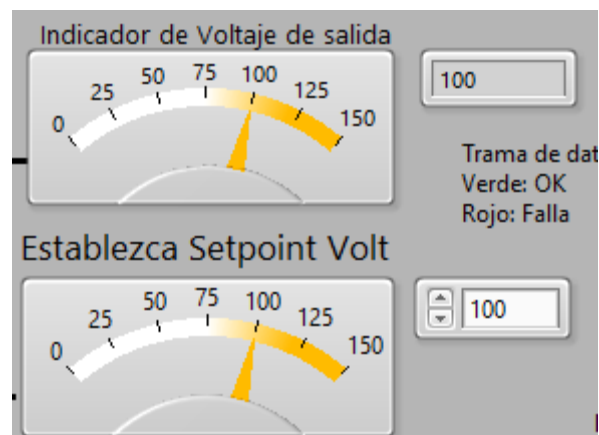 Indicador de Voltaje de salida
0 25 50 75 100 125 150
100
Trama de dat
Verde: OK
Rojo: Falla
Establezca Setpoint Volt
0 25 50 75 100 125 150
100